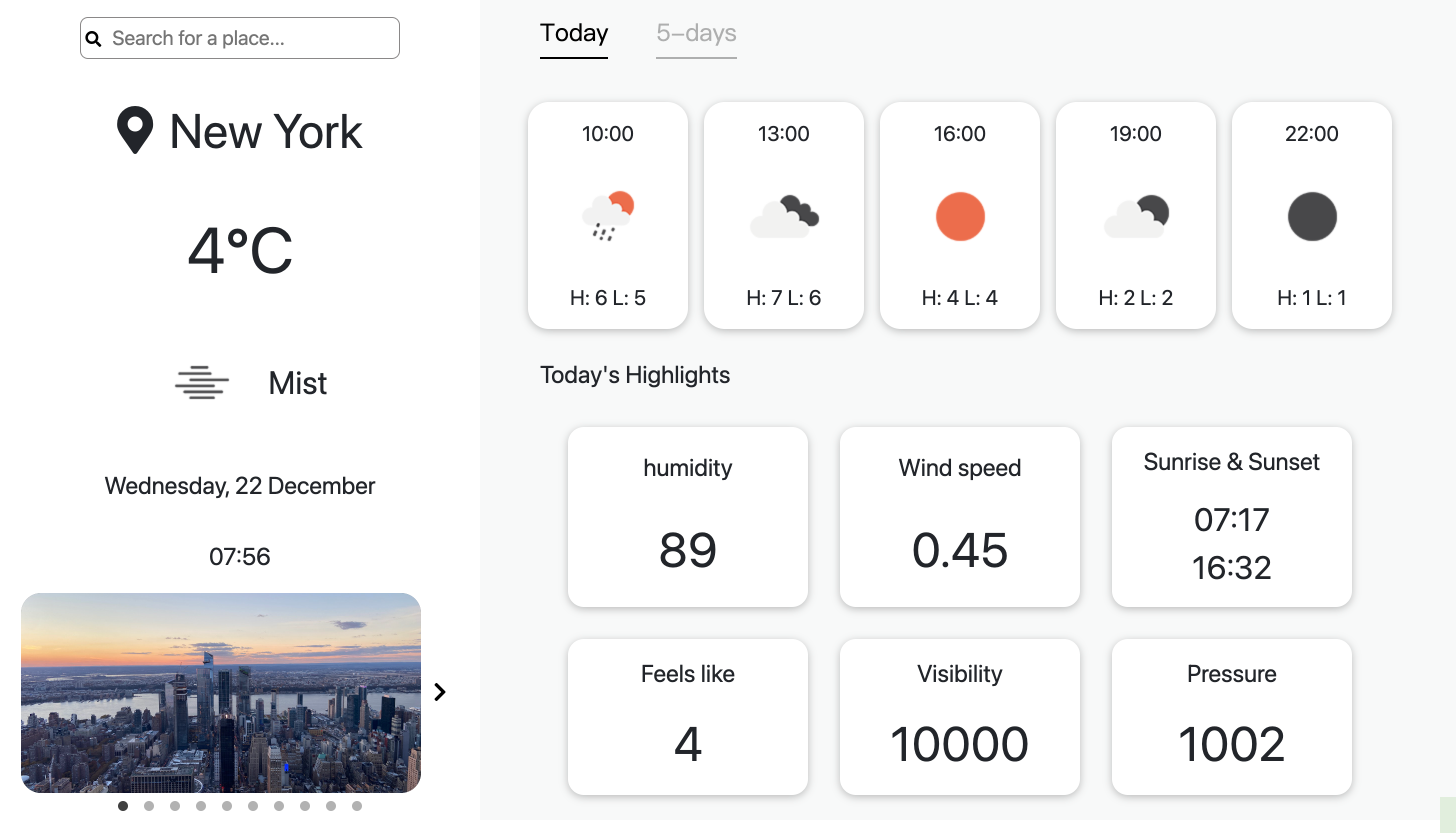 Search for a place...
New York
4°C
Mist
Wednesday, 22 December
07:56
Today
5-days
10:00
H: 6 L: 5
13:00
H: 7 L: 6
16:00
H: 4 L: 4
19:00
H: 2 L: 2
22:00
H: 1 L: 1
Today's Highlights
humidity
89
Wind speed
0.45
Sunrise & Sunset
07:17
16:32
Feels like
4
Visibility
10000
Pressure
1002